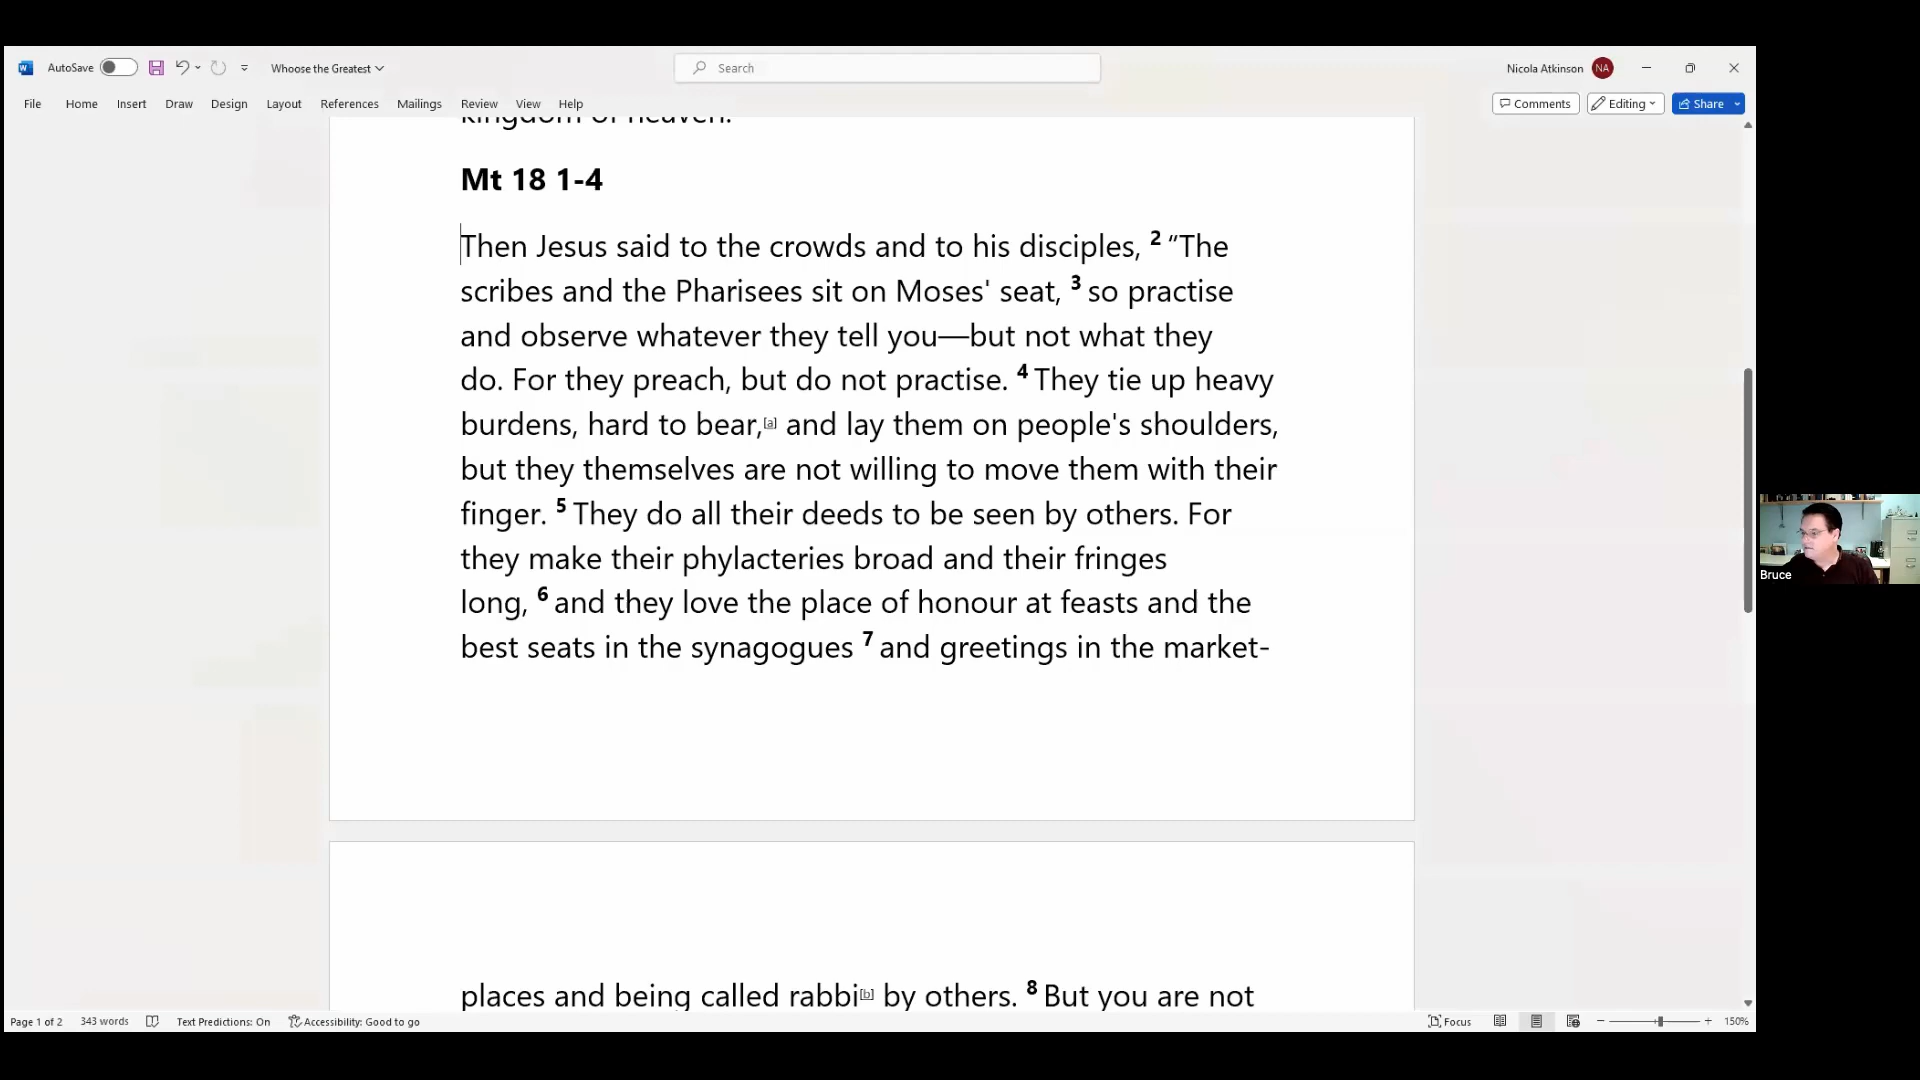 AutoSave
Whoose the Greatest
Search
Nicola Atkinson NA
File Home Insert Draw Design Layout References Mailings Review View Help
Comments Editing Share
kingdom of heaven.
Mt 18 1-4
Then Jesus said to the crowds and to his disciples, 2 “The
scribes and the Pharisees sit on Moses' seat, 3 so practise
and observe whatever they tell you—but not what they
do. For they preach, but do not practise. 4 They tie up heavy
burdens, hard to bear,[a] and lay them on people's shoulders,
but they themselves are not willing to move them with their
finger. 5 They do all their deeds to be seen by others. For
they make their phylacteries broad and their fringes
long, 6 and they love the place of honour at feasts and the
best seats in the synagogues 7 and greetings in the market-
places and being called rabbi[b] by others. 8 But you are not
Bruce
Page 1 of 2 343 words Text Predictions: On Accessibility: Good to go
Focus 150%